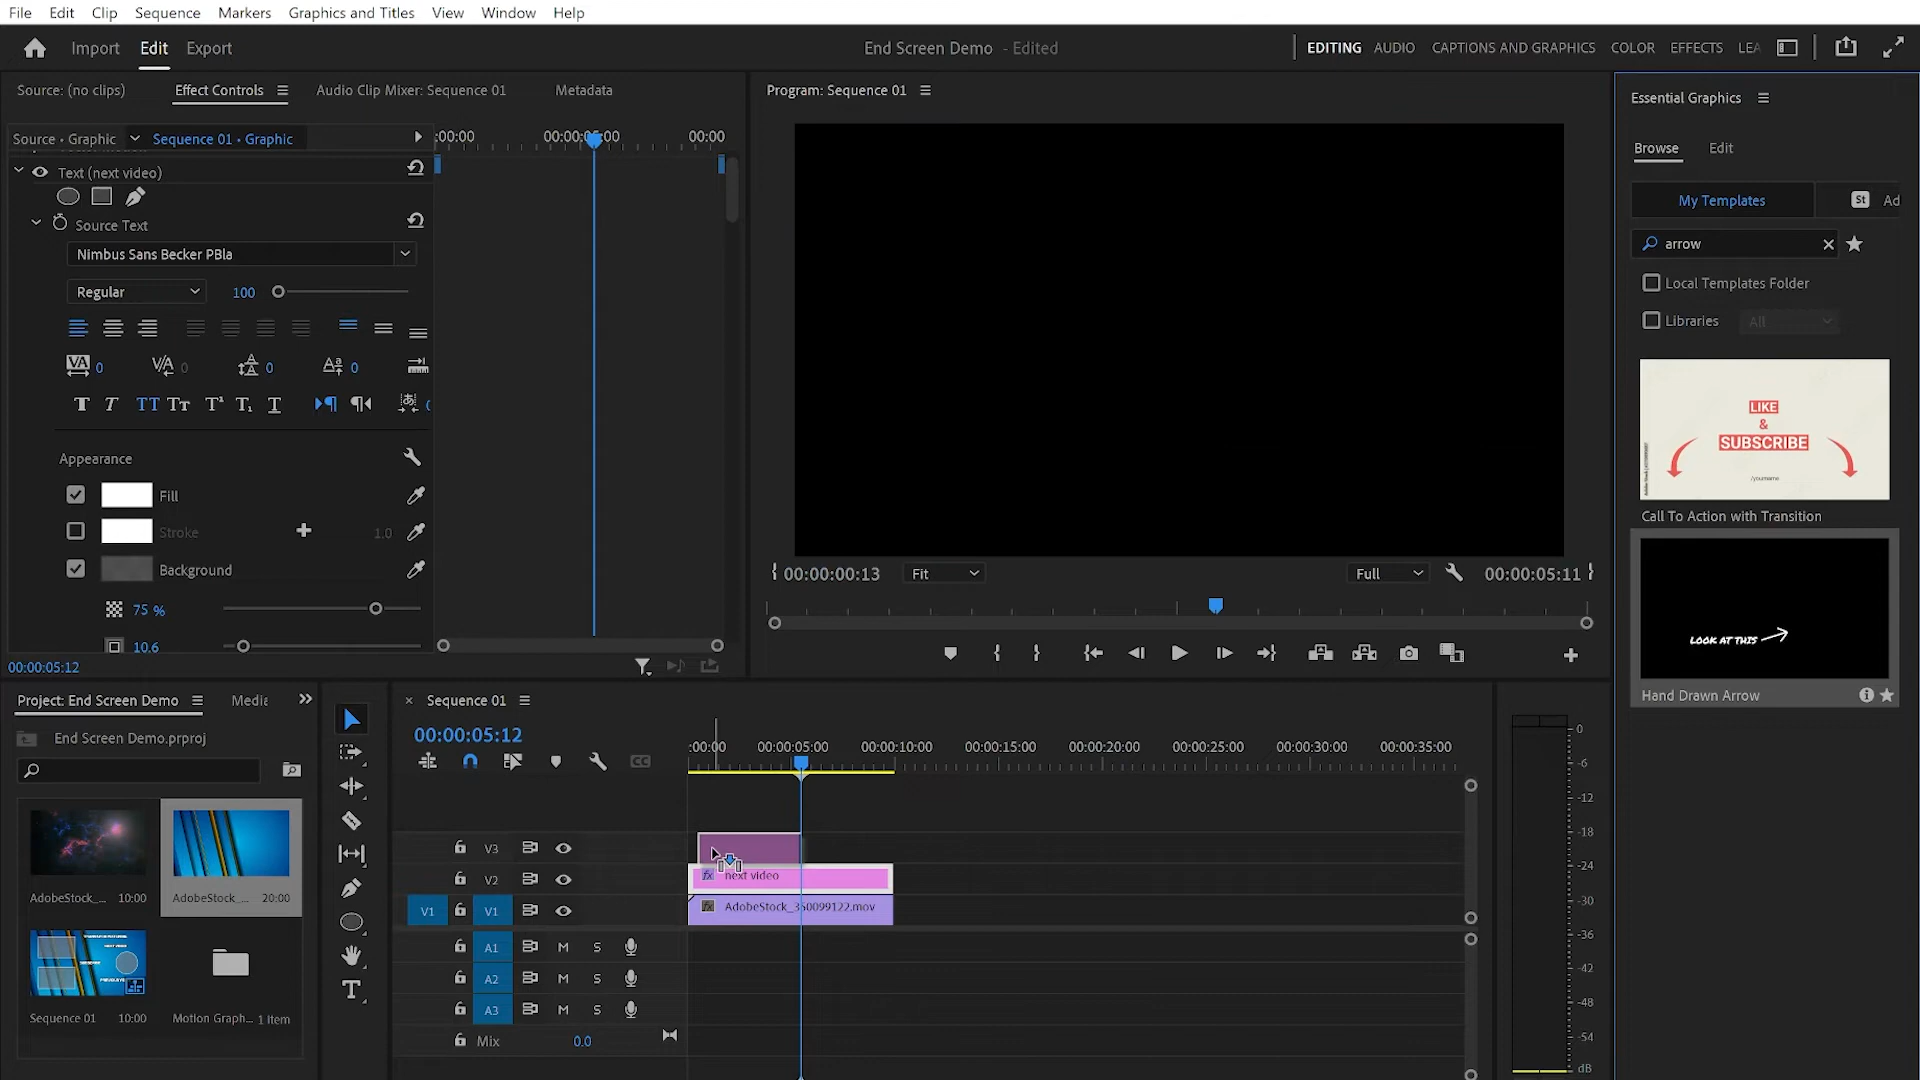 File Edit Clip Sequence Markers Graphics and Titles View Window Help
Import Edit Export End Screen Demo - Edited EDITING AUDIO CAPTIONS AND GRAPHICS COLOR EFFECTS LEA
Source: (no clips) Effect Controls Audio Clip Mixer: Sequence 01 Metadata
Program: Sequence 01
Essential Graphics
Source • Graphic Sequence 01 • Graphic
:00:00 00:00:05:00 00:00
Text (next video)
Source Text
Nimbus Sans Becker PBla
Regular 100
VA 0 V/A 0 A 0 Aa 0
T T TT Tt T¹ T₁ T
Appearance
Fill
Stroke 1.0
Background
75 %
10.6
00:00:05:12
00:00:00:13 Fit Full 00:00:05:11
Browse Edit
My Templates St Ad
arrow
Local Templates Folder
Libraries All
LIKE
&
SUBSCRIBE
/yourname
Call To Action with Transition
LOOK AT THIS
Hand Drawn Arrow
Project: End Screen Demo Media
End Screen Demo.prproj
AdobeStock_... 10:00 AdobeStock_... 20:00
Sequence 01 10:00 Motion Graph... 1 item
Sequence 01
00:00:05:12
CC
:00:00 00:00:05:00 00:00:10:00 00:00:15:00 00:00:20:00 00:00:25:00 00:00:30:00 00:00:35:00
V3
V2 fx next video
V1 V1 fx AdobeStock_350099122.mov
A1 M S
A2 M S
A3 M S
Mix 0.0
0
-6
-12
-18
-24
-30
-36
-42
-48
-54
dB